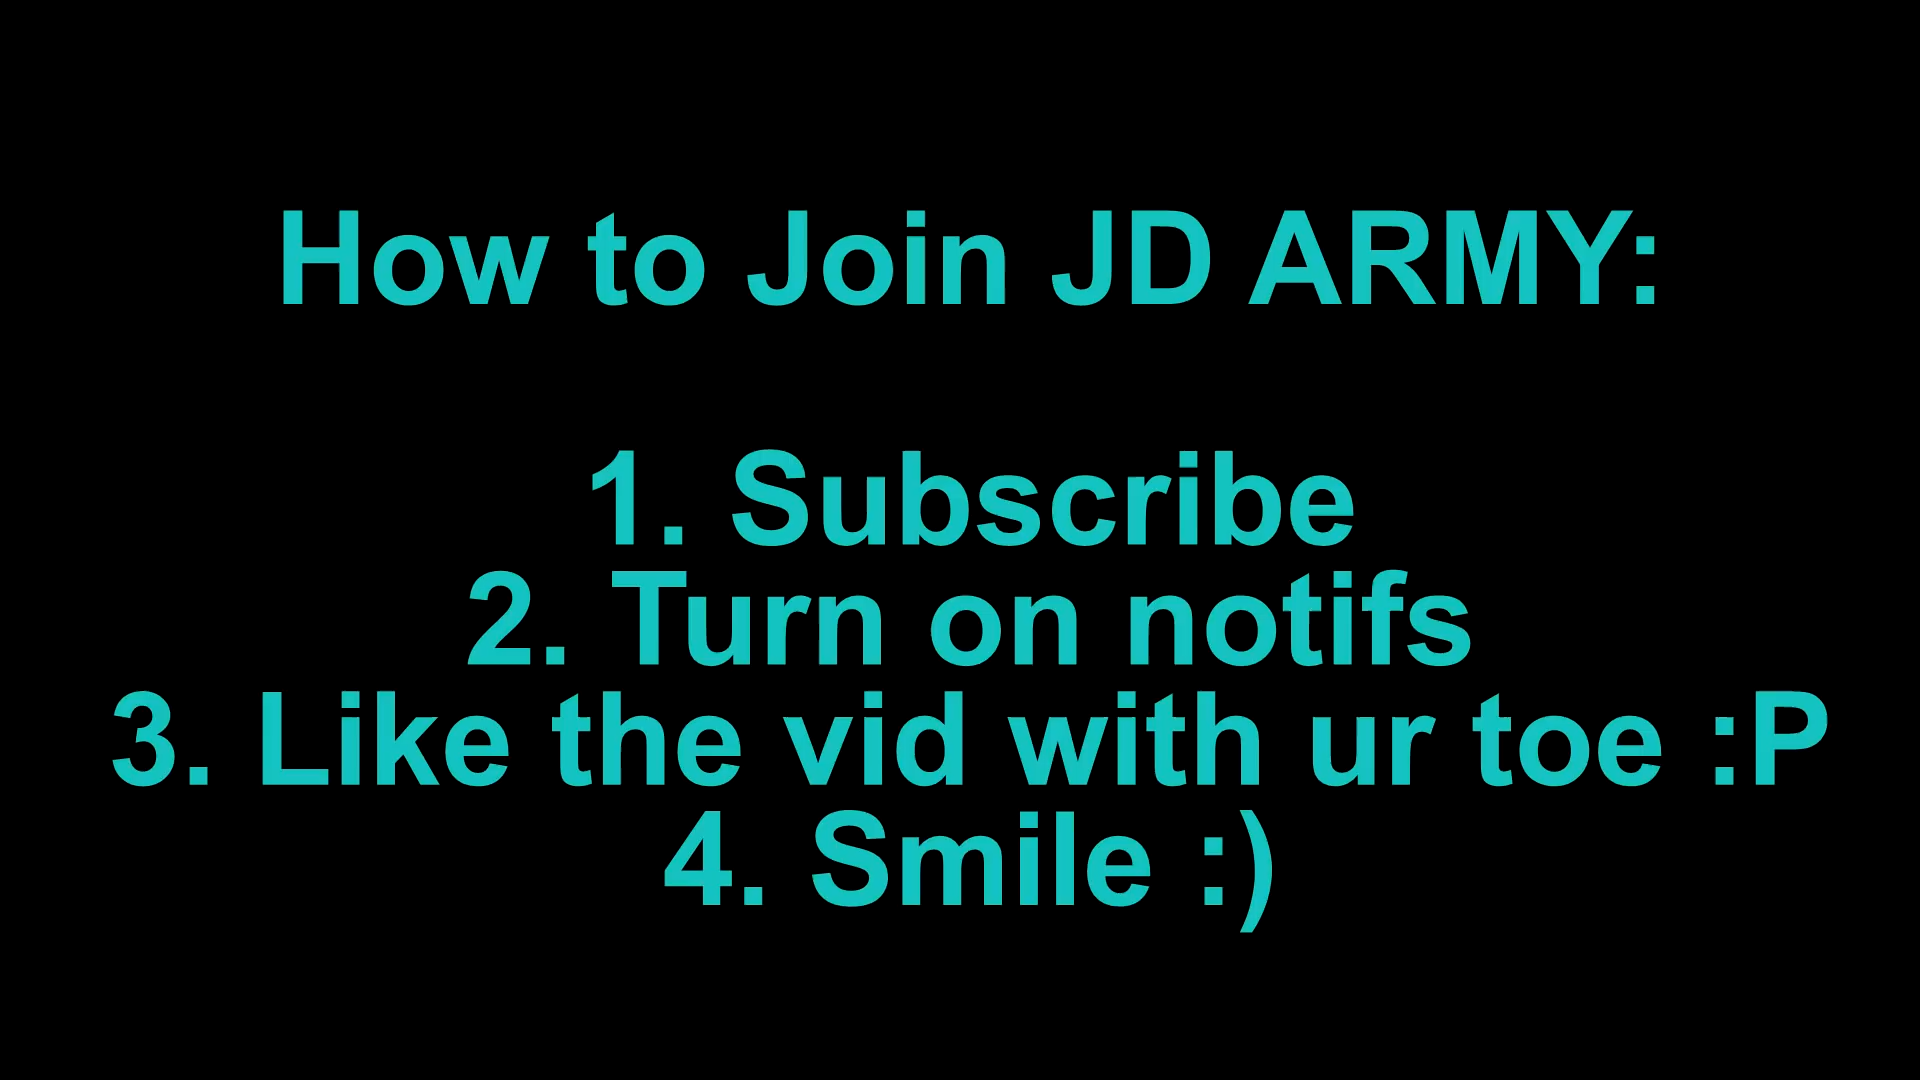 How to Join JD ARMY:
1. Subscribe
2. Turn on notifs
3. Like the vid with ur toe :P
4. Smile :)